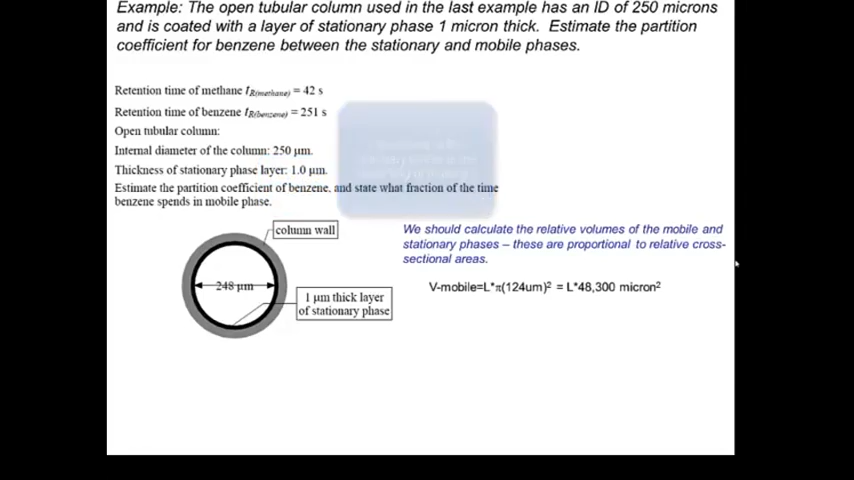 Example: The open tubular column used in the last example has an ID of 250 microns
and is coated with a layer of stationary phase 1 micron thick. Estimate the partition
coefficient for benzene between the stationary and mobile phases.
Retention time of methane tR(methane) = 42 s
Retention time of benzene tR(benzene) = 251 s
Open tubular column:
Internal diameter of the column: 250 μm.
Thickness of stationary phase layer: 1.0 μm.
Estimate the partition coefficient of benzene, and state what fraction of the time
benzene spends in mobile phase.
column wall
248 μm
1 μm thick layer
of stationary phase
We should calculate the relative volumes of the mobile and
stationary phases – these are proportional to relative cross-
sectional areas.
V-mobile=L*π(124um)² = L*48,300 micron²